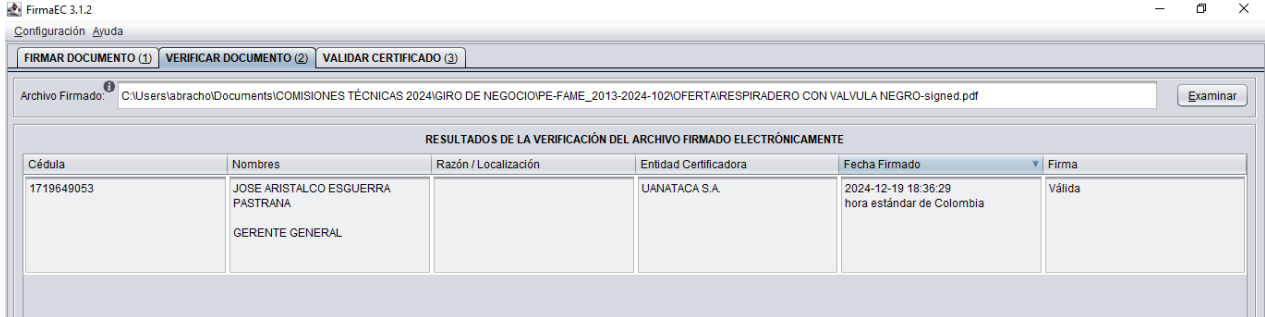 FirmaEC 3.1.2
Configuración Ayuda
FIRMAR DOCUMENTO (1) VERIFICAR DOCUMENTO (2) VALIDAR CERTIFICADO (3)
Archivo Firmado: C:\Users\abracho\Documents\COMISIONES TÉCNICAS 2024\GIRO DE NEGOCIO\PE-FAME_2013-2024-102\OFERTA\RESPIRADERO CON VALVULA NEGRO-signed.pdf Examinar
RESULTADOS DE LA VERIFICACIÓN DEL ARCHIVO FIRMADO ELECTRÓNICAMENTE
Cédula Nombres Razón / Localización Entidad Certificadora Fecha Firmado Firma
1719649053 JOSE ARISTALCO ESGUERRA UANATACA S.A. 2024-12-19 18:36:29 Válida
PASTRANA hora estándar de Colombia
GERENTE GENERAL